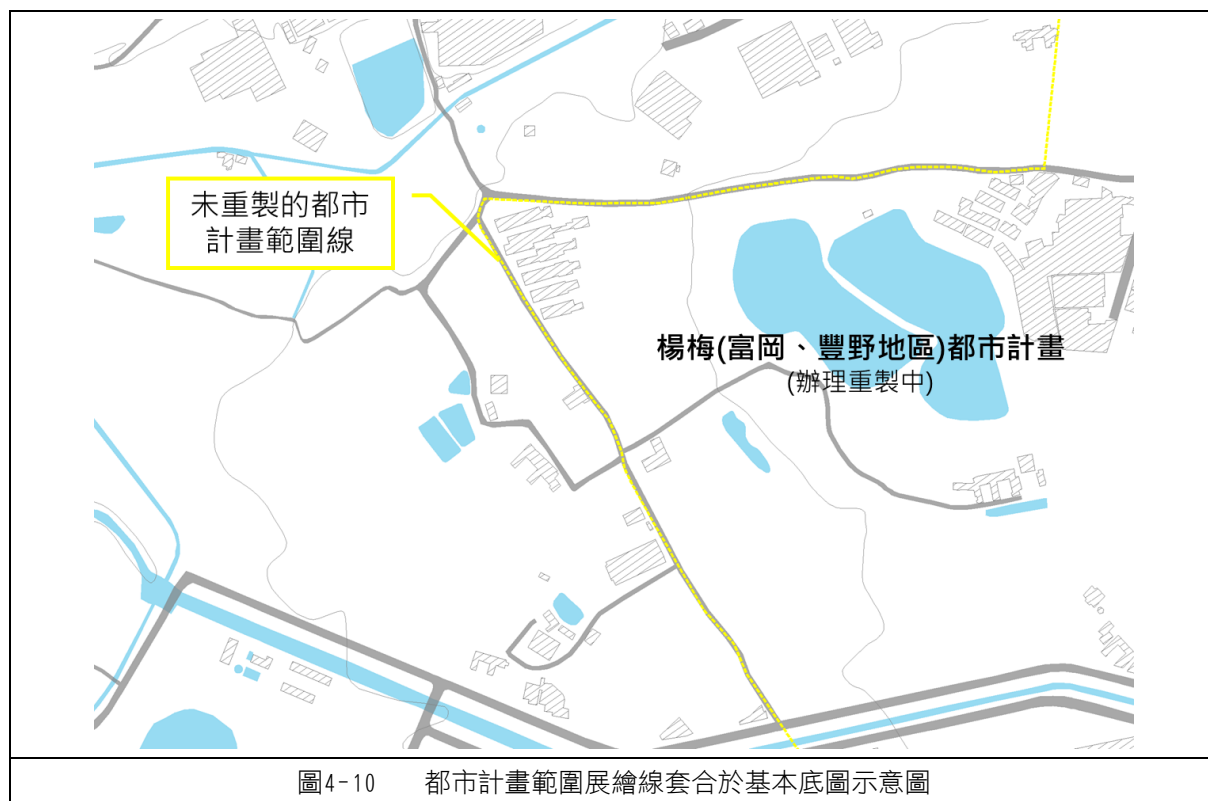 未重製的都市
計畫範圍線
楊梅(富岡、豐野地區)都市計畫
(辦理重製中)
圖4-10 都市計畫範圍展繪線套合於基本底圖示意圖